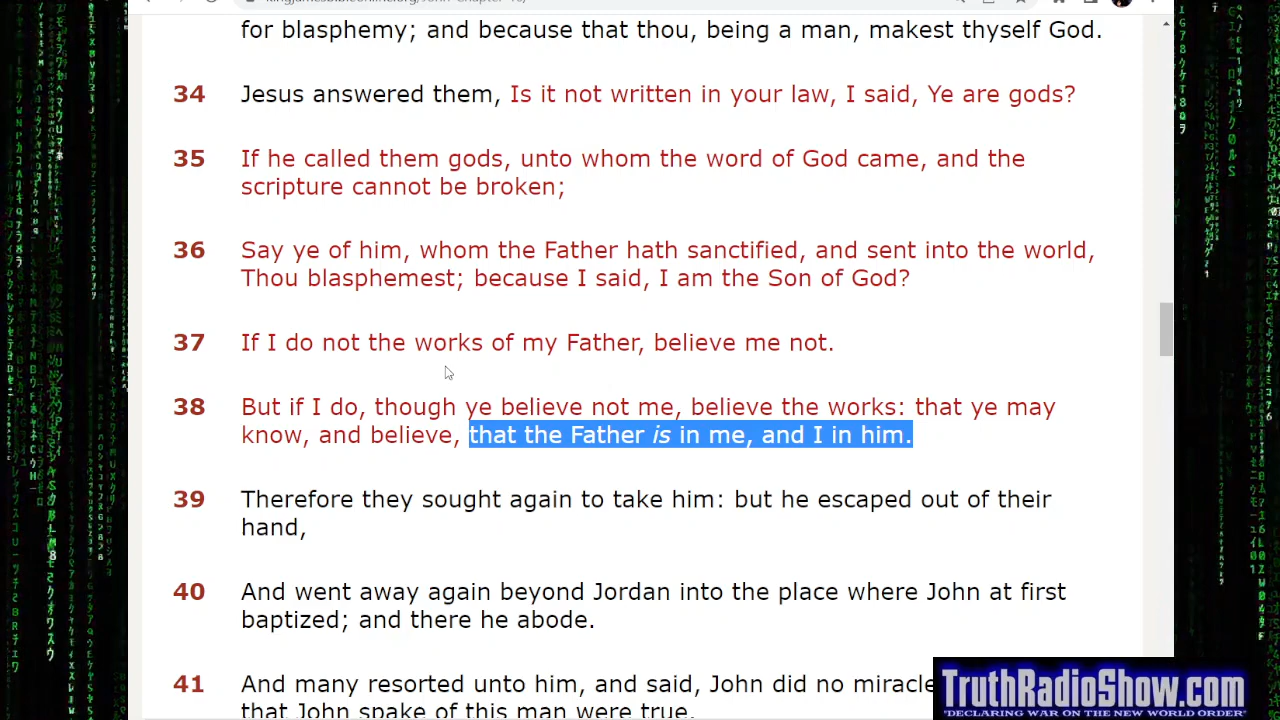 for blasphemy; and because that thou, being a man, makest thyself God.
34 Jesus answered them, Is it not written in your law, I said, Ye are gods?
35 If he called them gods, unto whom the word of God came, and the
scripture cannot be broken;
36 Say ye of him, whom the Father hath sanctified, and sent into the world,
Thou blasphemest; because I said, I am the Son of God?
37 If I do not the works of my Father, believe me not.
38 But if I do, though ye believe not me, believe the works: that ye may
know, and believe, that the Father is in me, and I in him.
39 Therefore they sought again to take him: but he escaped out of their
hand,
40 And went away again beyond Jordan into the place where John at first
baptized; and there he abode.
41 And many resorted unto him, and said, John did no miracle
that John spake of this man were true.
TruthRadioShow.com
"DECLARING WAR ON THE NEW WORLD ORDER"